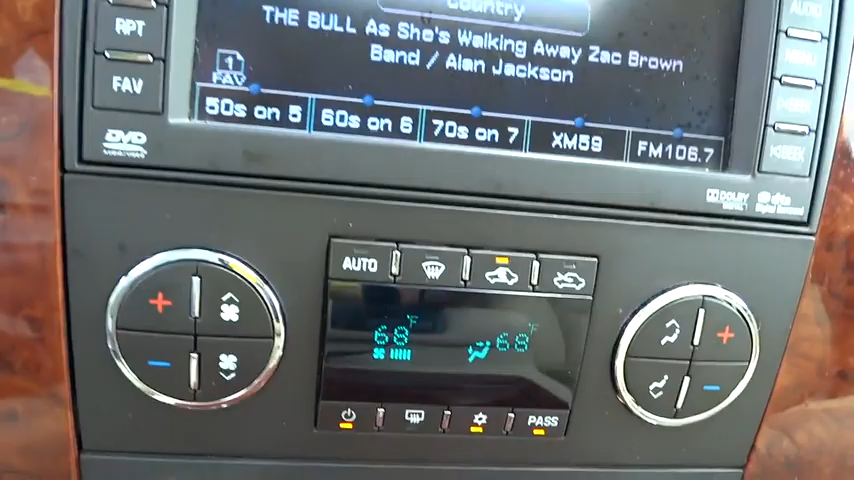 AUDIO
Country
RPT
THE BULL As She's Walking Away Zac Brown
Band / Alan Jackson
MENU
1
FAV
FAV
SEEK
50s on 5
60s on 6
70s on 7
XM59
FM106.7
SEEK
DVD
DOLBY
DIGITAL
dts
AUTO
68°F
68°F
PASS